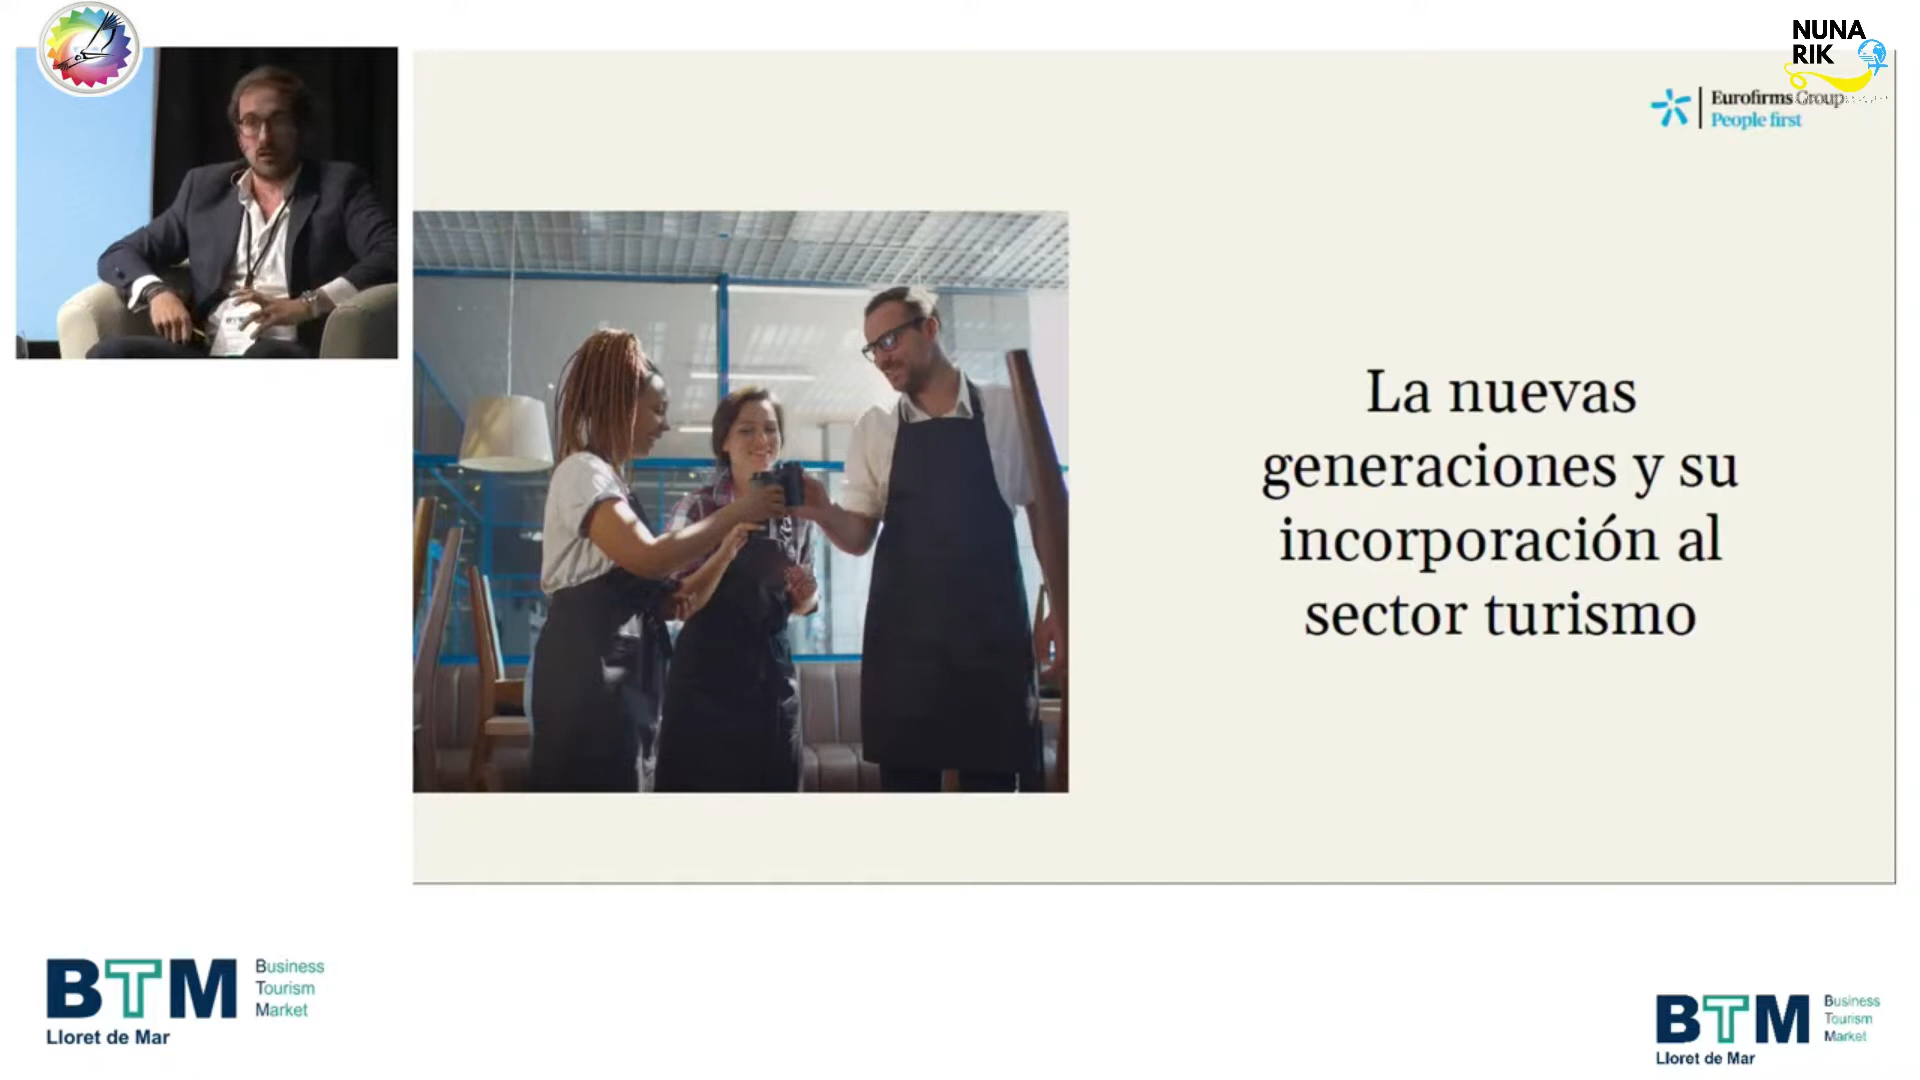 NUNA
RIK
Eurofirms Group
People first
La nuevas
generaciones y su
incorporación al
sector turismo
BTM
Business
Tourism
Market
Lloret de Mar
BTM
Business
Tourism
Market
Lloret de Mar